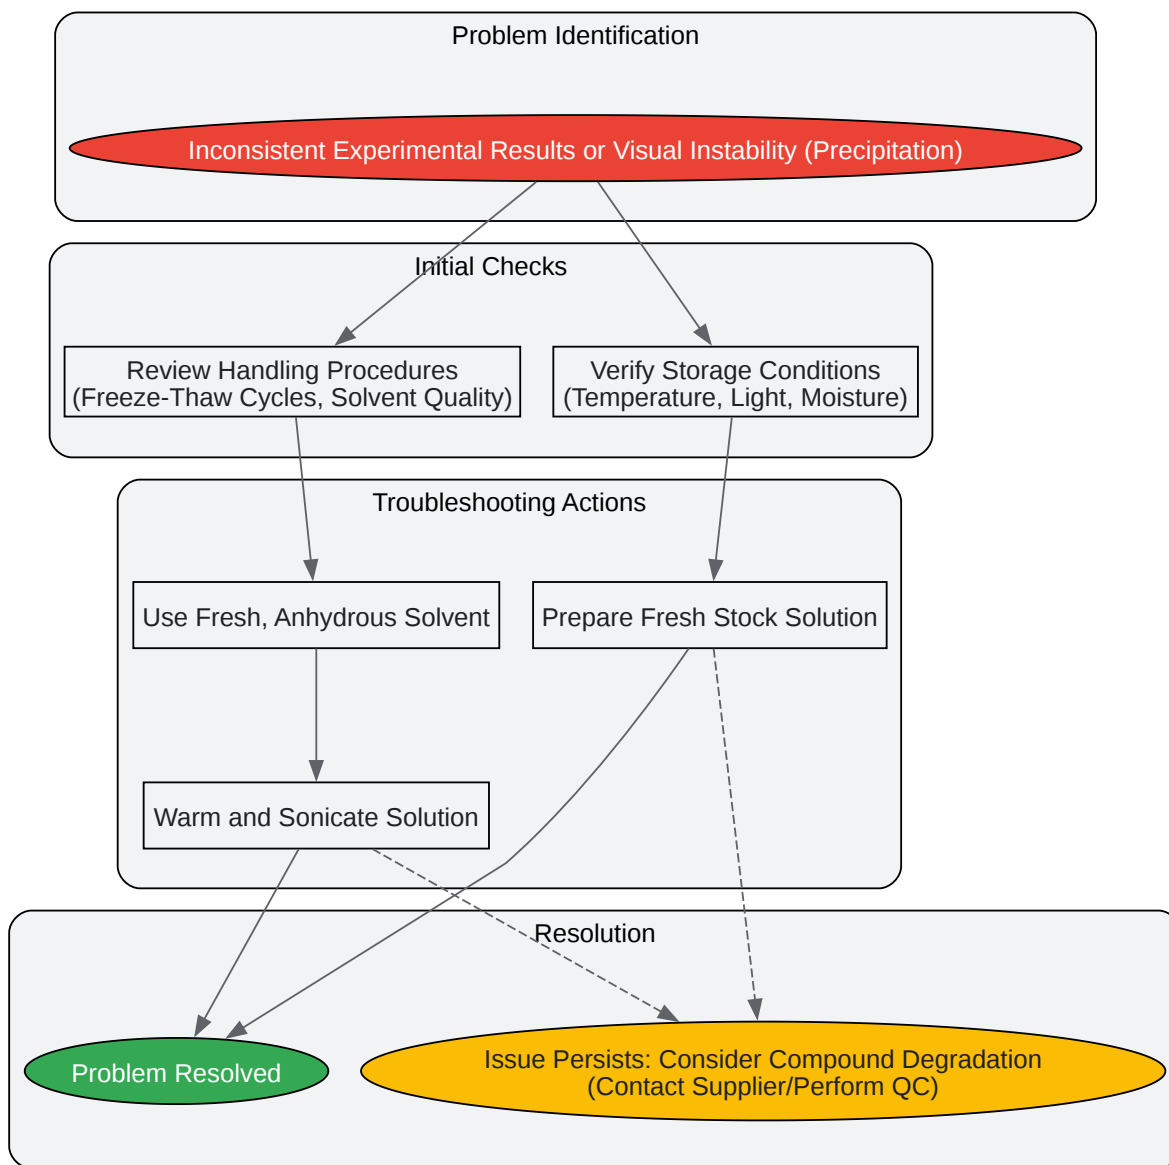 Problem Identification
Inconsistent Experimental Results or Visual Instability (Precipitation)
Initial Checks
Review Handling Procedures
(Freeze-Thaw Cycles, Solvent Quality)
Verify Storage Conditions
(Temperature, Light, Moisture)
Troubleshooting Actions
Use Fresh, Anhydrous Solvent
Prepare Fresh Stock Solution
Warm and Sonicate Solution
Resolution
Problem Resolved
Issue Persists: Consider Compound Degradation
(Contact Supplier/Perform QC)